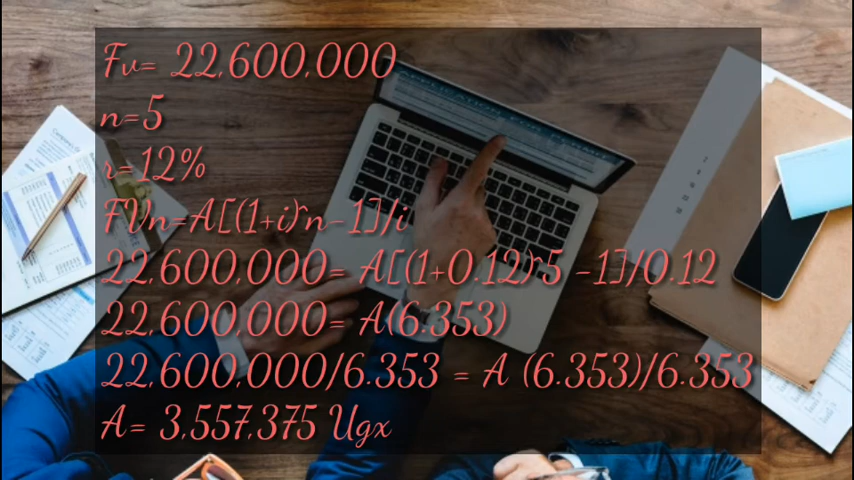 Fv= 22,600,000
n=5
r=12%
FVn=A[(1+i)^n-1]/i
22,600,000= A[(1+0.12)^5 -1]/0.12
22,600,000= A(6.353)
22,600,000/6.353 = A (6.353)/6.353
A= 3,557,375 Ugx